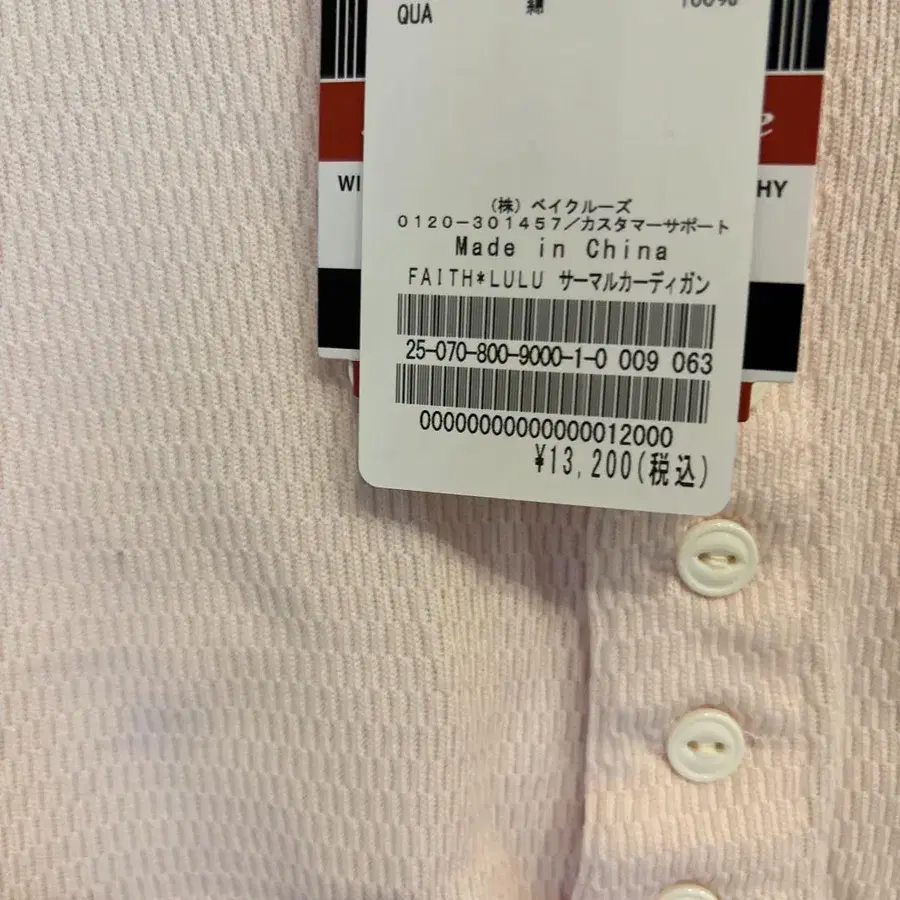 QUA 綿 100%
WI HY
(株)ベイクルーズ
0120-301457/カスタマーサポート
Made in China
FAITH*LULU サーマルカーディガン
25-070-800-9000-1-0 009 063
00000000000000012000
¥13,200(税込)